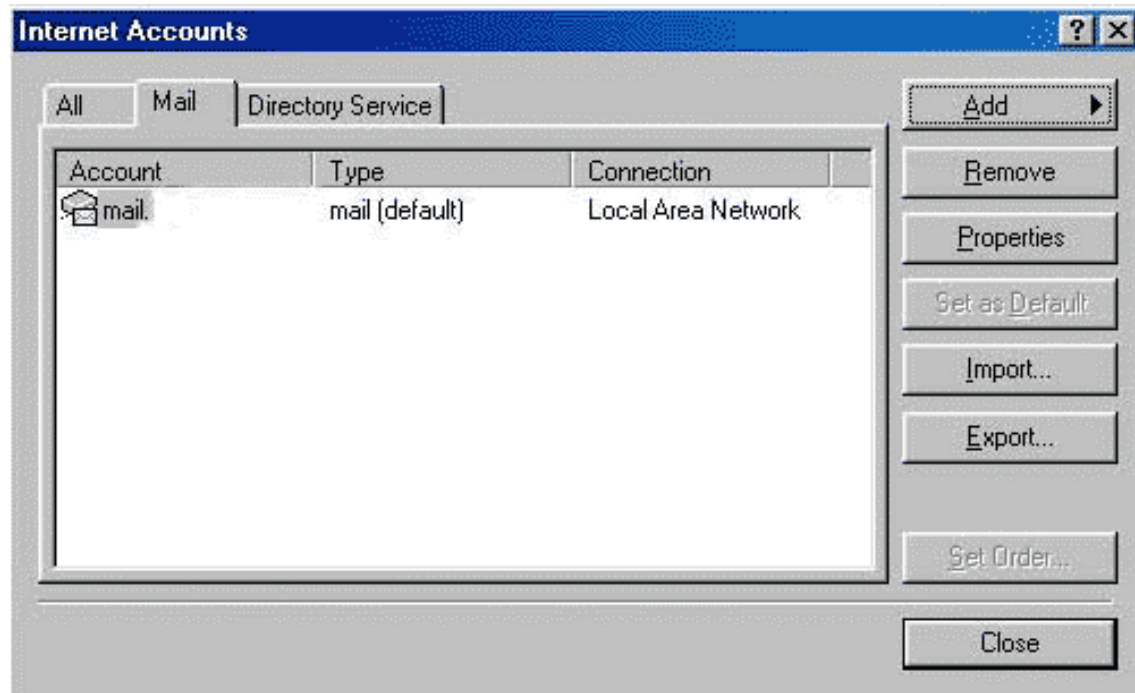 Internet Accounts
All Mail Directory Service
Account Type Connection
mail. mail (default) Local Area Network
Add
Remove
Properties
Set as Default
Import...
Export...
Set Order...
Close